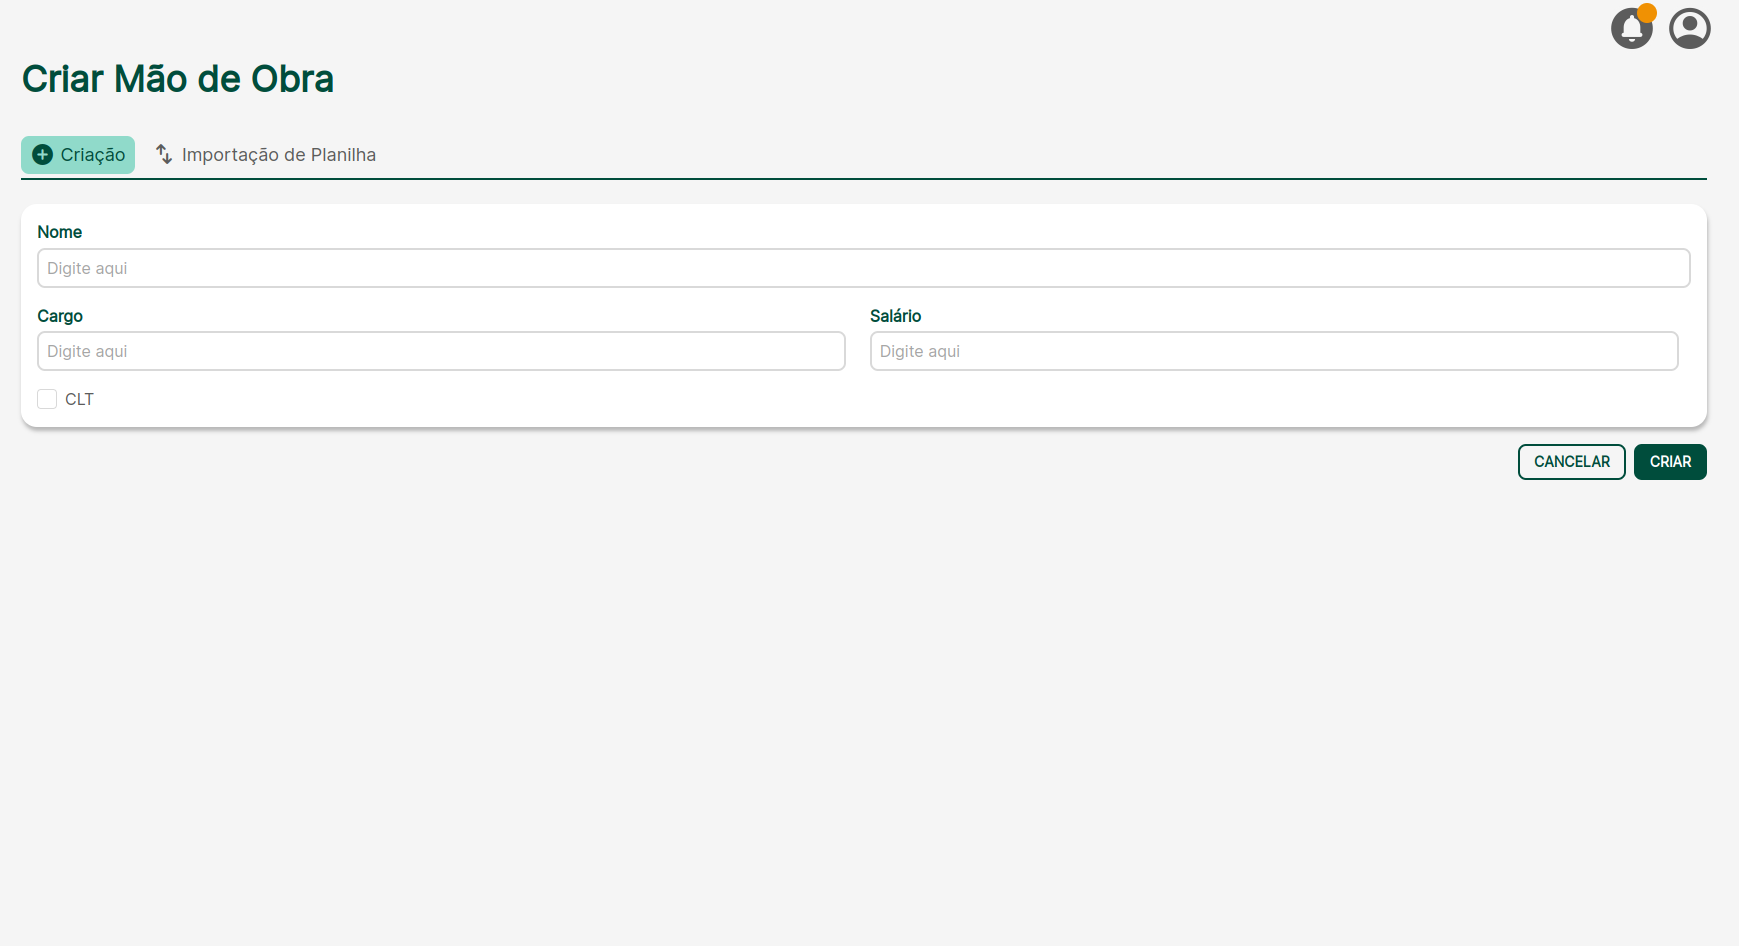 Criar Mão de Obra
Criação
Importação de Planilha
Nome
Digite aqui
Cargo
Salário
Digite aqui
Digite aqui
CLT
CANCELAR
CRIAR